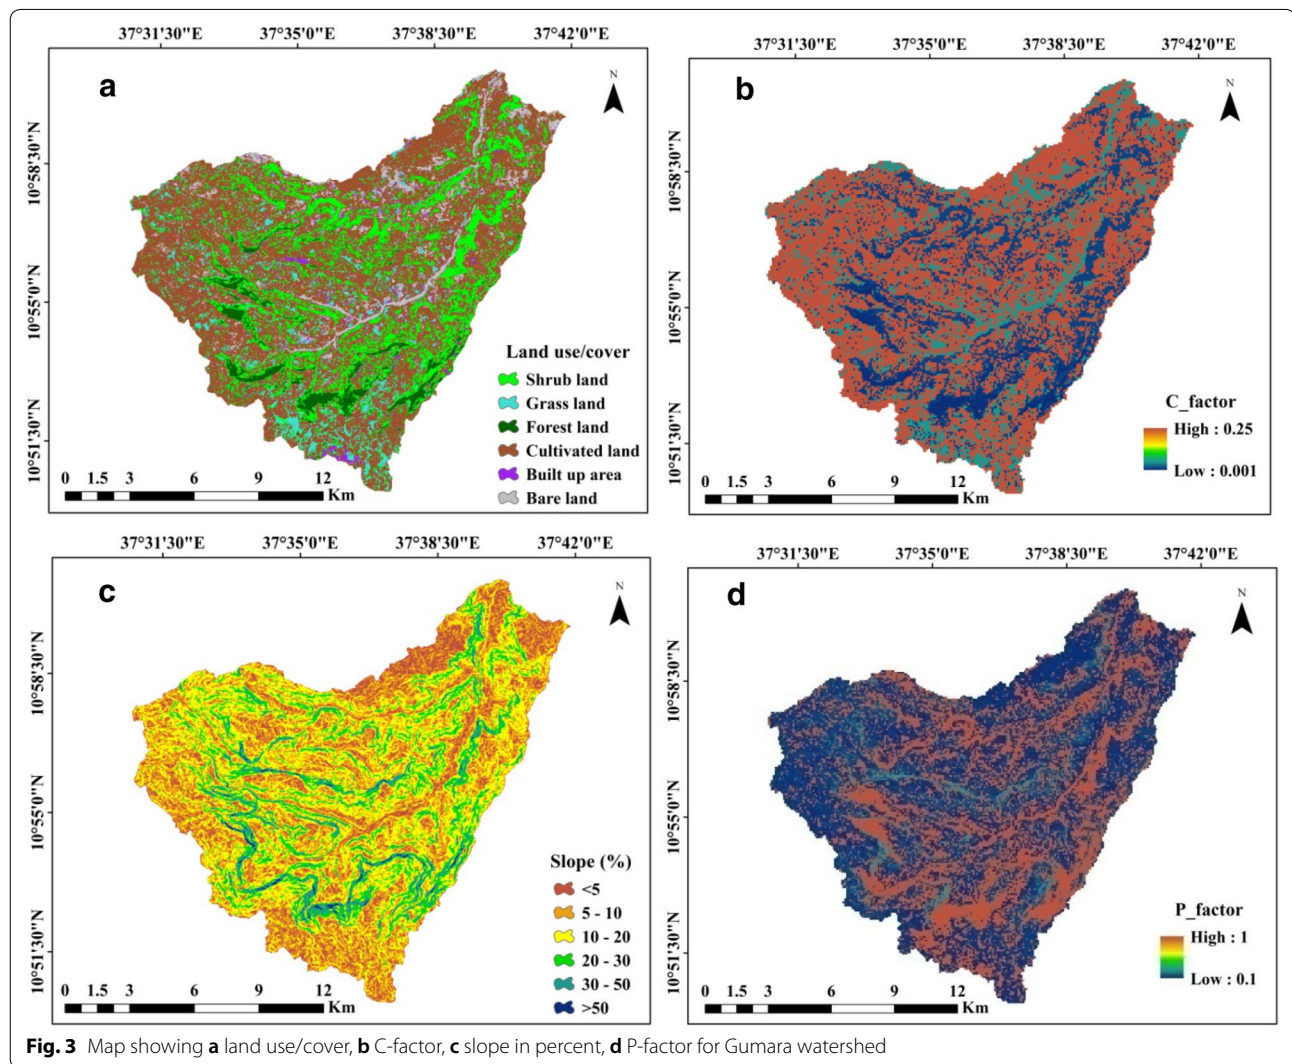 37°31'30"E 37°35'0"E 37°38'30"E 37°42'0"E
a
N
10°58'30"N
10°55'0"N
10°51'30"N
Land use/cover
Shrub land
Grass land
Forest land
Cultivated land
Built up area
Bare land
0 1.5 3 6 9 12
Km
37°31'30"E 37°35'0"E 37°38'30"E 37°42'0"E
b
N
10°58'30"N
10°55'0"N
10°51'30"N
C_factor
High : 0.25
Low : 0.001
0 1.5 3 6 9 12
Km
37°31'30"E 37°35'0"E 37°38'30"E 37°42'0"E
c
N
10°58'30"N
10°55'0"N
10°51'30"N
Slope (%)
<5
5 - 10
10 - 20
20 - 30
30 - 50
>50
0 1.5 3 6 9 12
Km
37°31'30"E 37°35'0"E 37°38'30"E 37°42'0"E
d
N
10°58'30"N
10°55'0"N
10°51'30"N
P_factor
High : 1
Low : 0.1
0 1.5 3 6 9 12
Km
Fig. 3 Map showing a land use/cover, b C-factor, c slope in percent, d P-factor for Gumara watershed